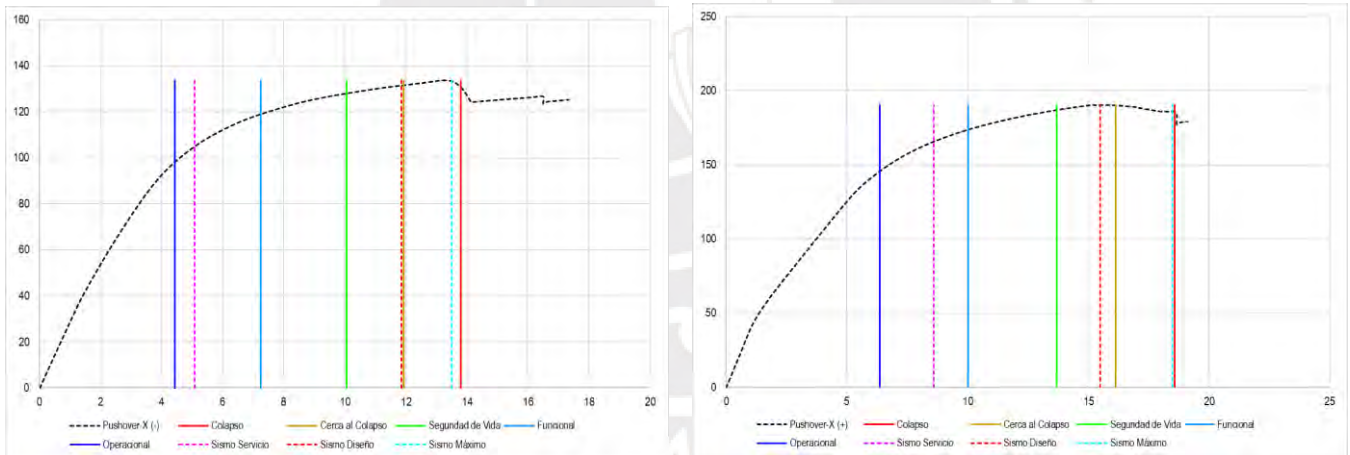 160
140
120
100
80
60
40
20
0
0 2 4 6 8 10 12 14 16 18 20
Pushover-X (-) Colapso Cerca al Colapso Seguridad de Vida Funcional
Operacional Sismo Servicio Sismo Diseño Sismo Máximo
250
200
150
100
50
0
0 5 10 15 20 25
Pushover-X (+) Colapso Cerca al Colapso Seguridad de Vida Funcional
Operacional Sismo Servicio Sismo Diseño Sismo Máximo